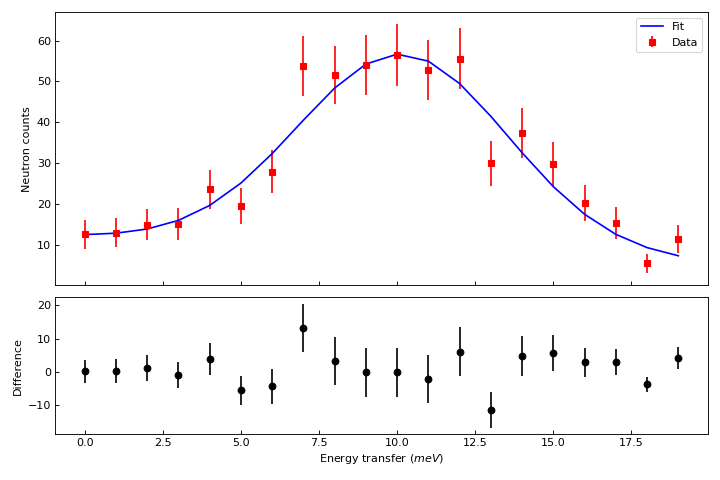 60
50
40
30
20
10
Neutron counts
Fit
Data
20
10
0
−10
Difference
0.0 2.5 5.0 7.5 10.0 12.5 15.0 17.5
Energy transfer (meV)